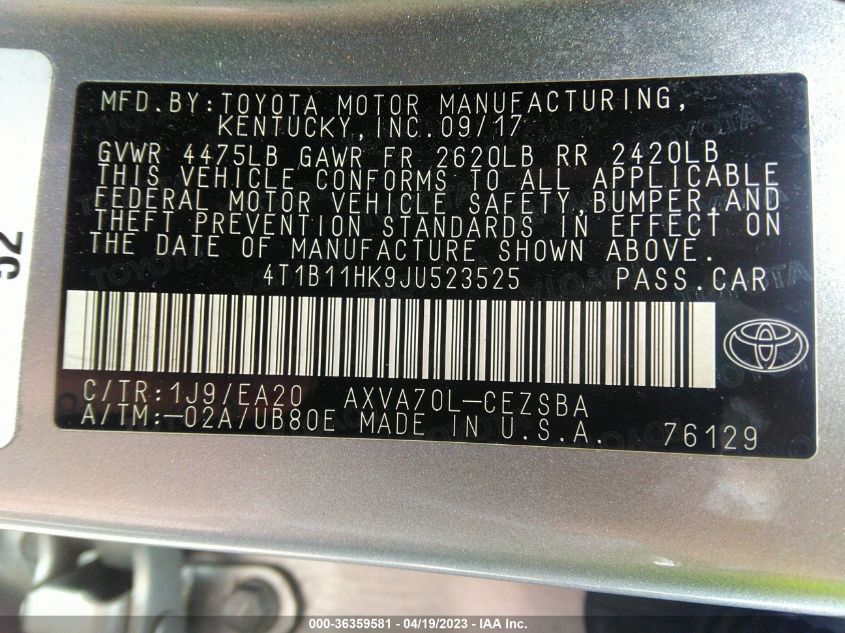 MFD.BY:TOYOTA MOTOR MANUFACTURING,
KENTUCKY, INC.09/17
GVWR 4475LB GAWR FR 2620LB RR 2420LB
THIS VEHICLE CONFORMS TO ALL APPLICABLE
FEDERAL MOTOR VEHICLE SAFETY,BUMPER,AND
THEFT PREVENTION STANDARDS IN EFFECT ON
THE DATE OF MANUFACTURE SHOWN ABOVE.
4T1B11HK9JU523525 PASS.CAR
C/TR:1J9/EA20 AXVA70L-CEZSBA
A/TM:-02A/UB80E MADE IN U.S.A. 76129
52
000-36359581 - 04/19/2023 - © IAA Inc.